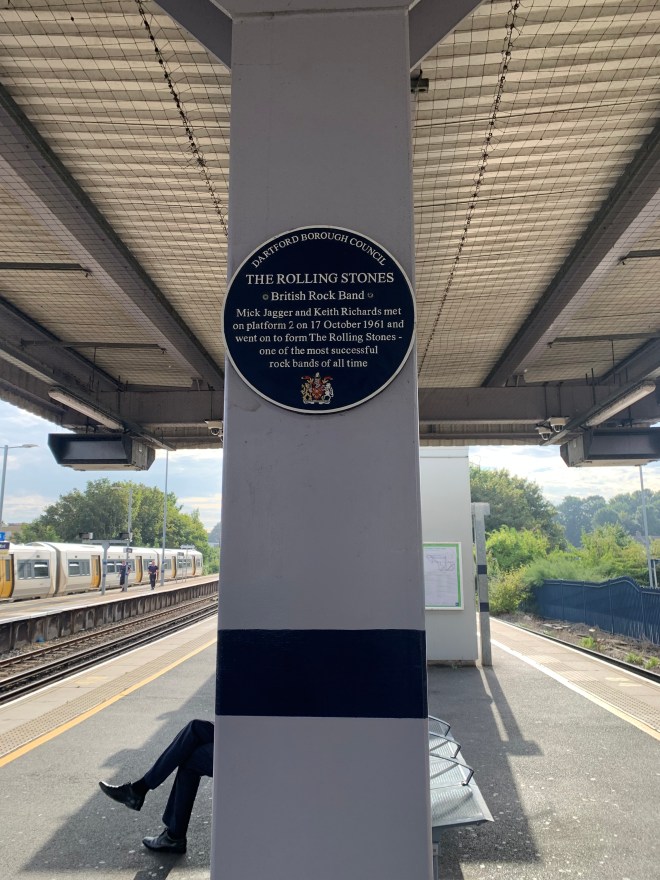 DARTFORD BOROUGH COUNCIL
THE ROLLING STONES
British Rock Band
Mick Jagger and Keith Richards met
on platform 2 on 17 October 1961 and
went on to form The Rolling Stones -
one of the most successful
rock bands of all time